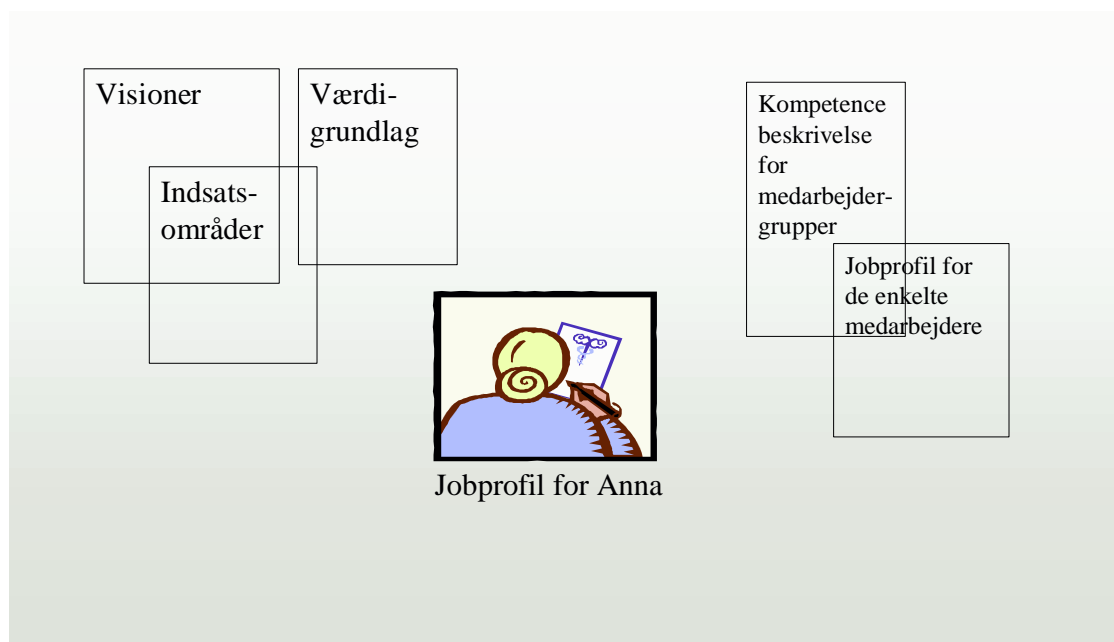 Visioner
Værdi-
grundlag
Indsats-
områder
Kompetence
beskrivelse
for
medarbejder-
grupper
Jobprofil for
de enkelte
medarbejdere
Jobprofil for Anna